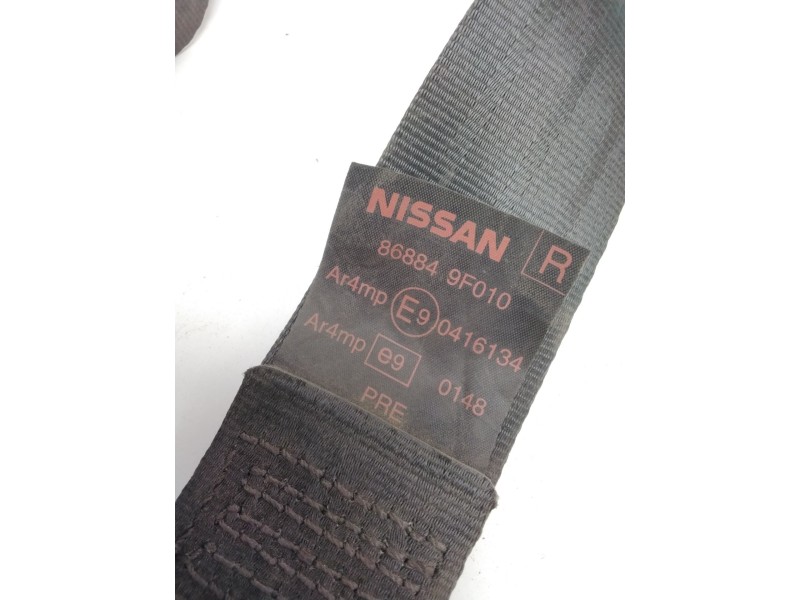 NISSAN R
86884 9F010
Ar4mp E9 0416134
Ar4mp e9 0148
PRE